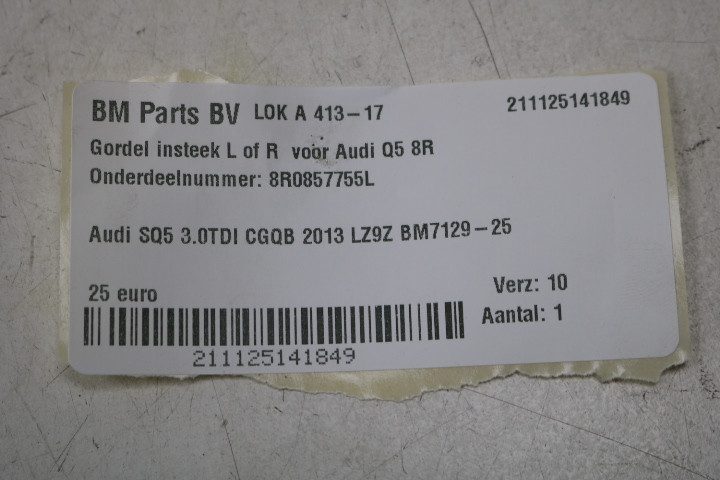 BM Parts BV LOK A 413-17 211125141849
Gordel insteek L of R voor Audi Q5 8R
Onderdeelnummer: 8R0857755L
Audi SQ5 3.0TDI CGQB 2013 LZ9Z BM7129-25
25 euro Verz: 10
Aantal: 1
211125141849